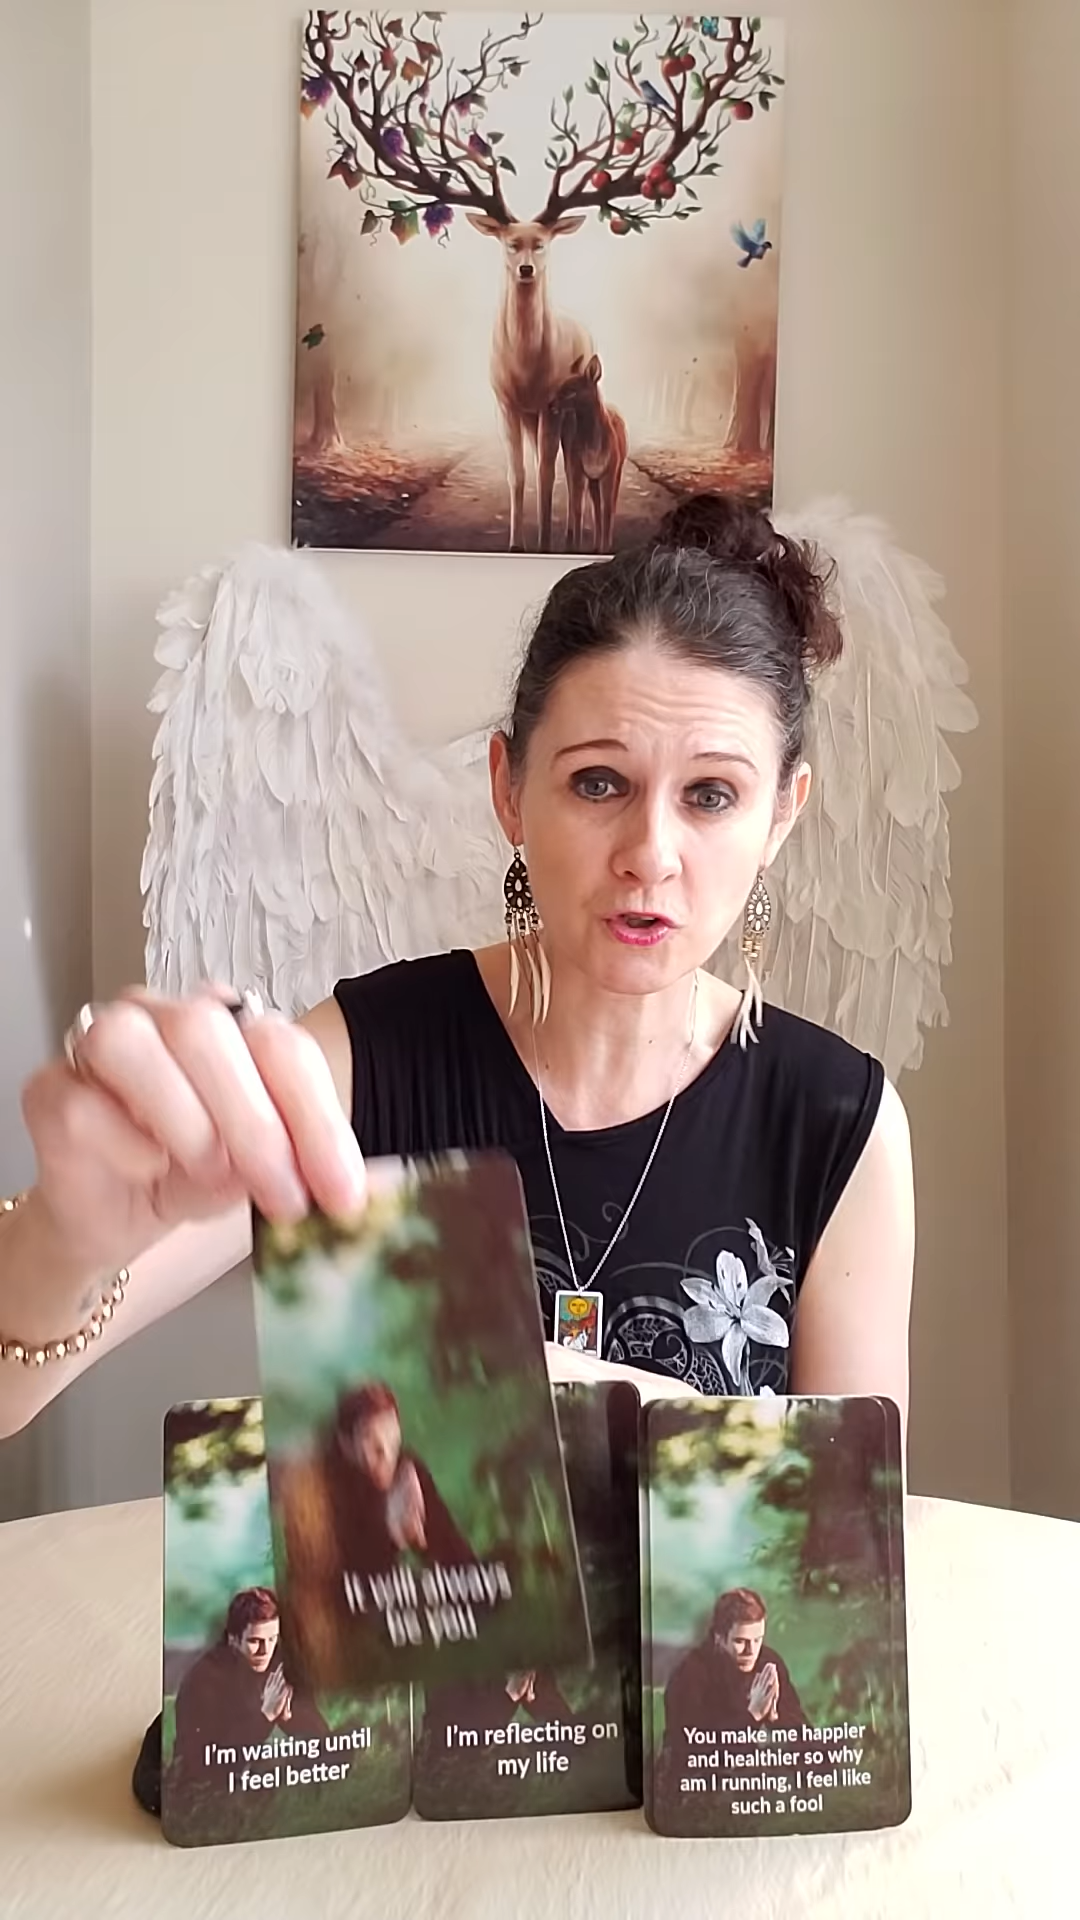 It will always
be you
I'm waiting until
I feel better
I'm reflecting on
my life
You make me happier
and healthier so why
am I running, I feel like
such a fool